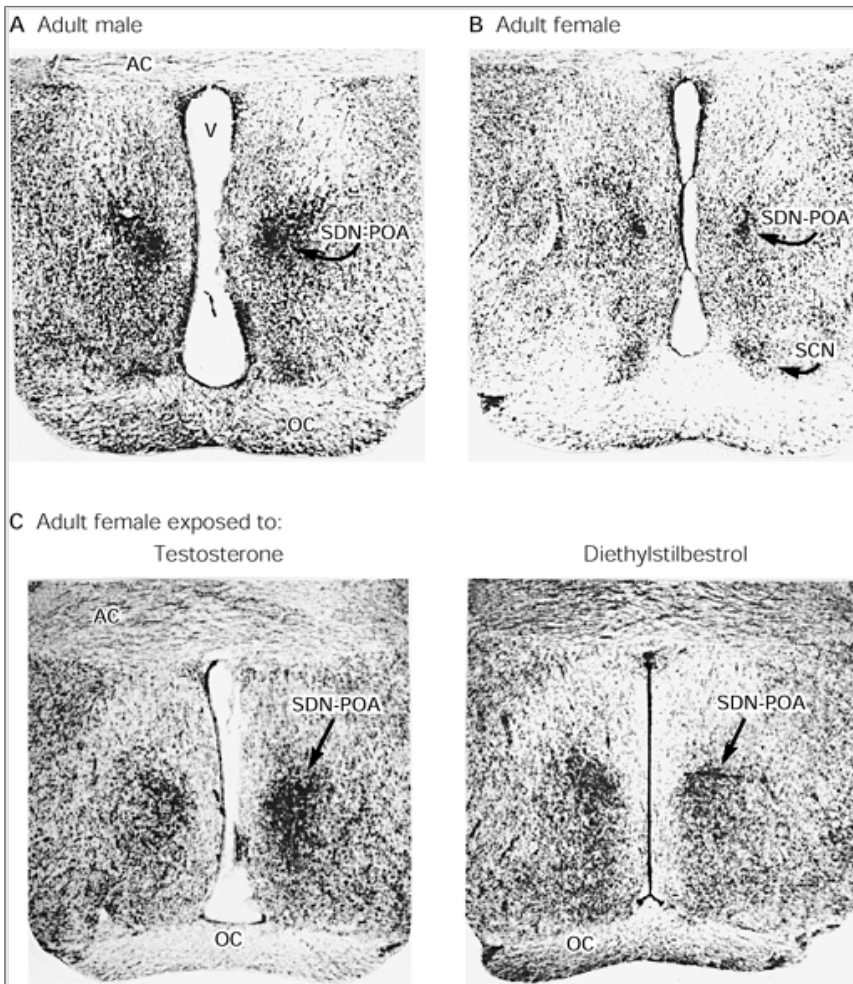 A Adult male
B Adult female
AC
V
SDN-POA
SDN-POA
SCN
OC
C Adult female exposed to:
Testosterone
Diethylstilbestrol
AC
SDN-POA
SDN-POA
OC
OC